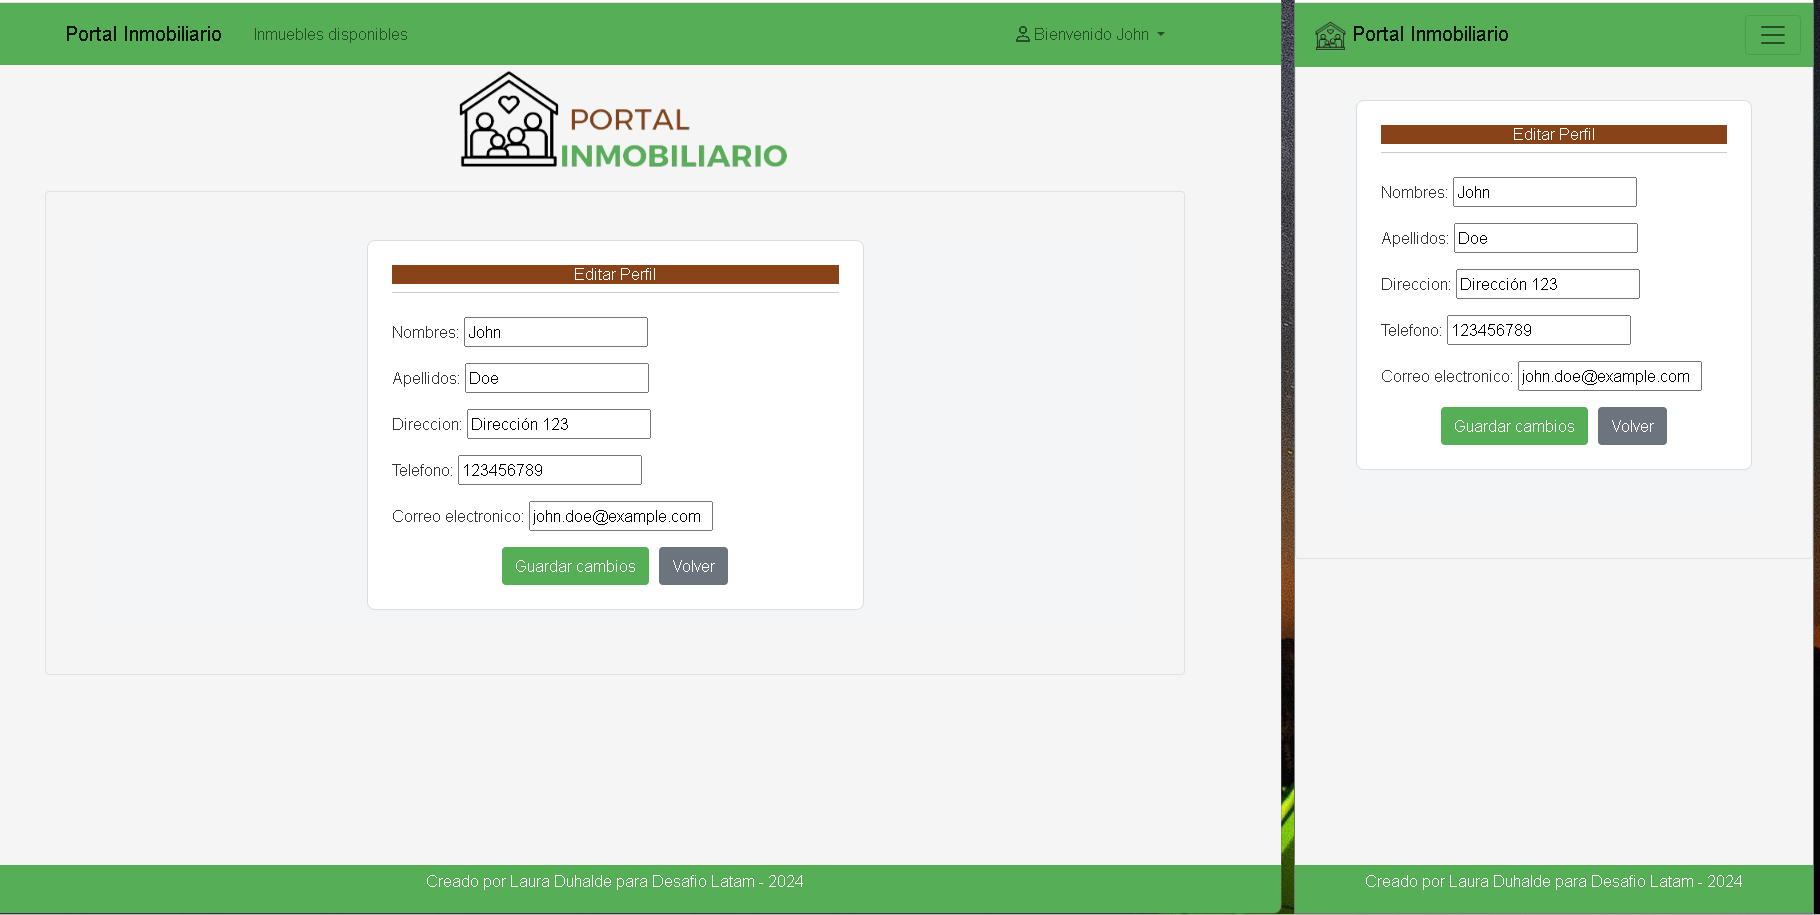 Portal Inmobiliario Inmuebles disponibles Bienvenido John
PORTAL
INMOBILIARIO
Editar Perfil
Nombres: John
Apellidos: Doe
Direccion: Dirección 123
Telefono: 123456789
Correo electronico: john.doe@example.com
Guardar cambios Volver
Creado por Laura Duhalde para Desafio Latam - 2024
Portal Inmobiliario
Editar Perfil
Nombres: John
Apellidos: Doe
Direccion: Dirección 123
Telefono: 123456789
Correo electronico: john.doe@example.com
Guardar cambios Volver
Creado por Laura Duhalde para Desafio Latam - 2024